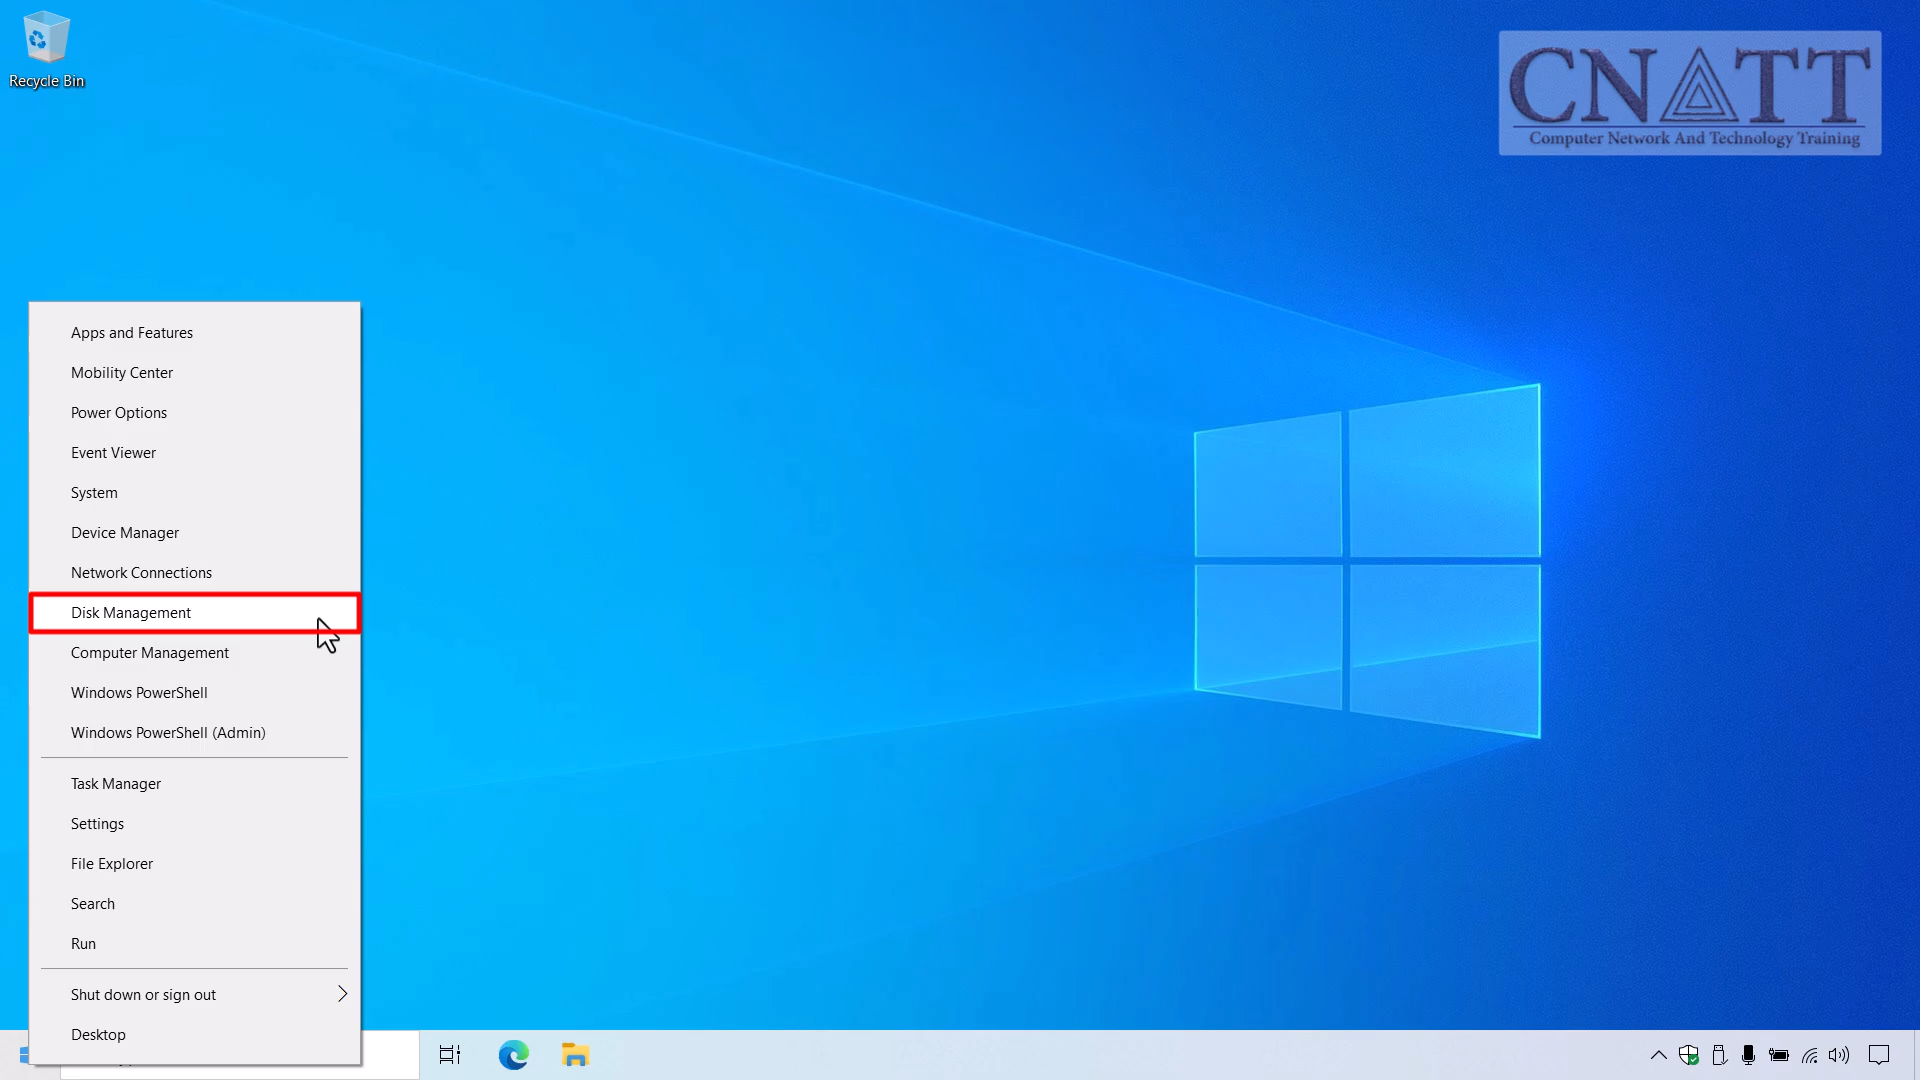 Recycle Bin
CNATT
Computer Network And Technology Training
Apps and Features
Mobility Center
Power Options
Event Viewer
System
Device Manager
Network Connections
Disk Management
Computer Management
Windows PowerShell
Windows PowerShell (Admin)
Task Manager
Settings
File Explorer
Search
Run
Shut down or sign out
Desktop